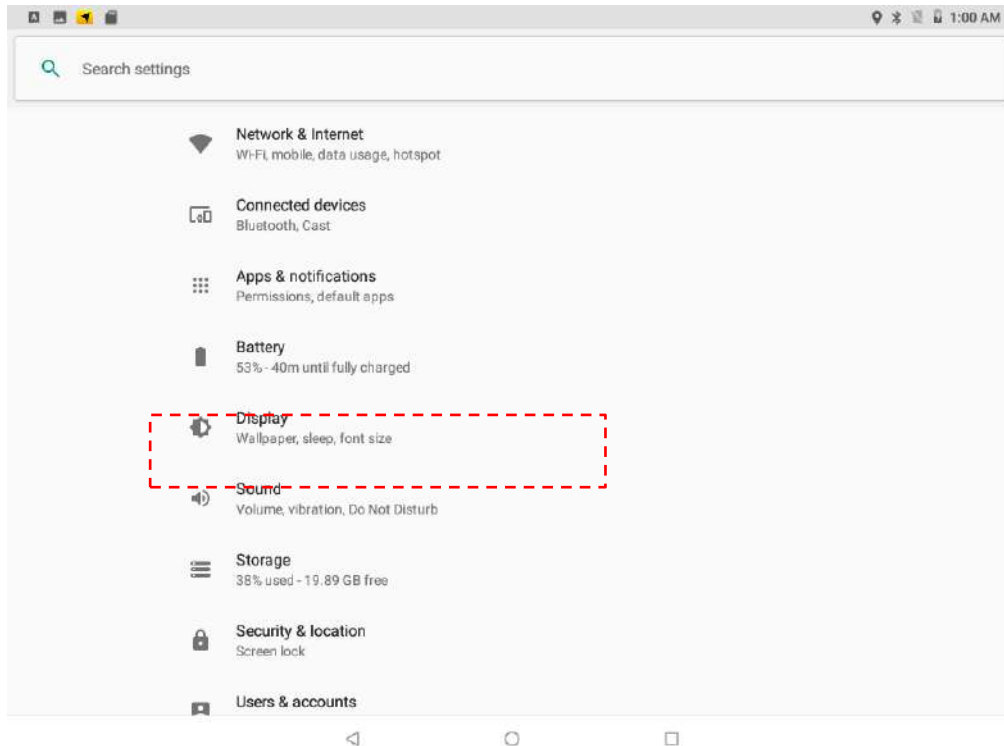 1:00 AM
Search settings
Network & Internet
Wi-Fi, mobile, data usage, hotspot
Connected devices
Bluetooth, Cast
Apps & notifications
Permissions, default apps
Battery
53% - 40m until fully charged
Display
Wallpaper, sleep, font size
Sound
Volume, vibration, Do Not Disturb
Storage
38% used - 19.89 GB free
Security & location
Screen lock
Users & accounts